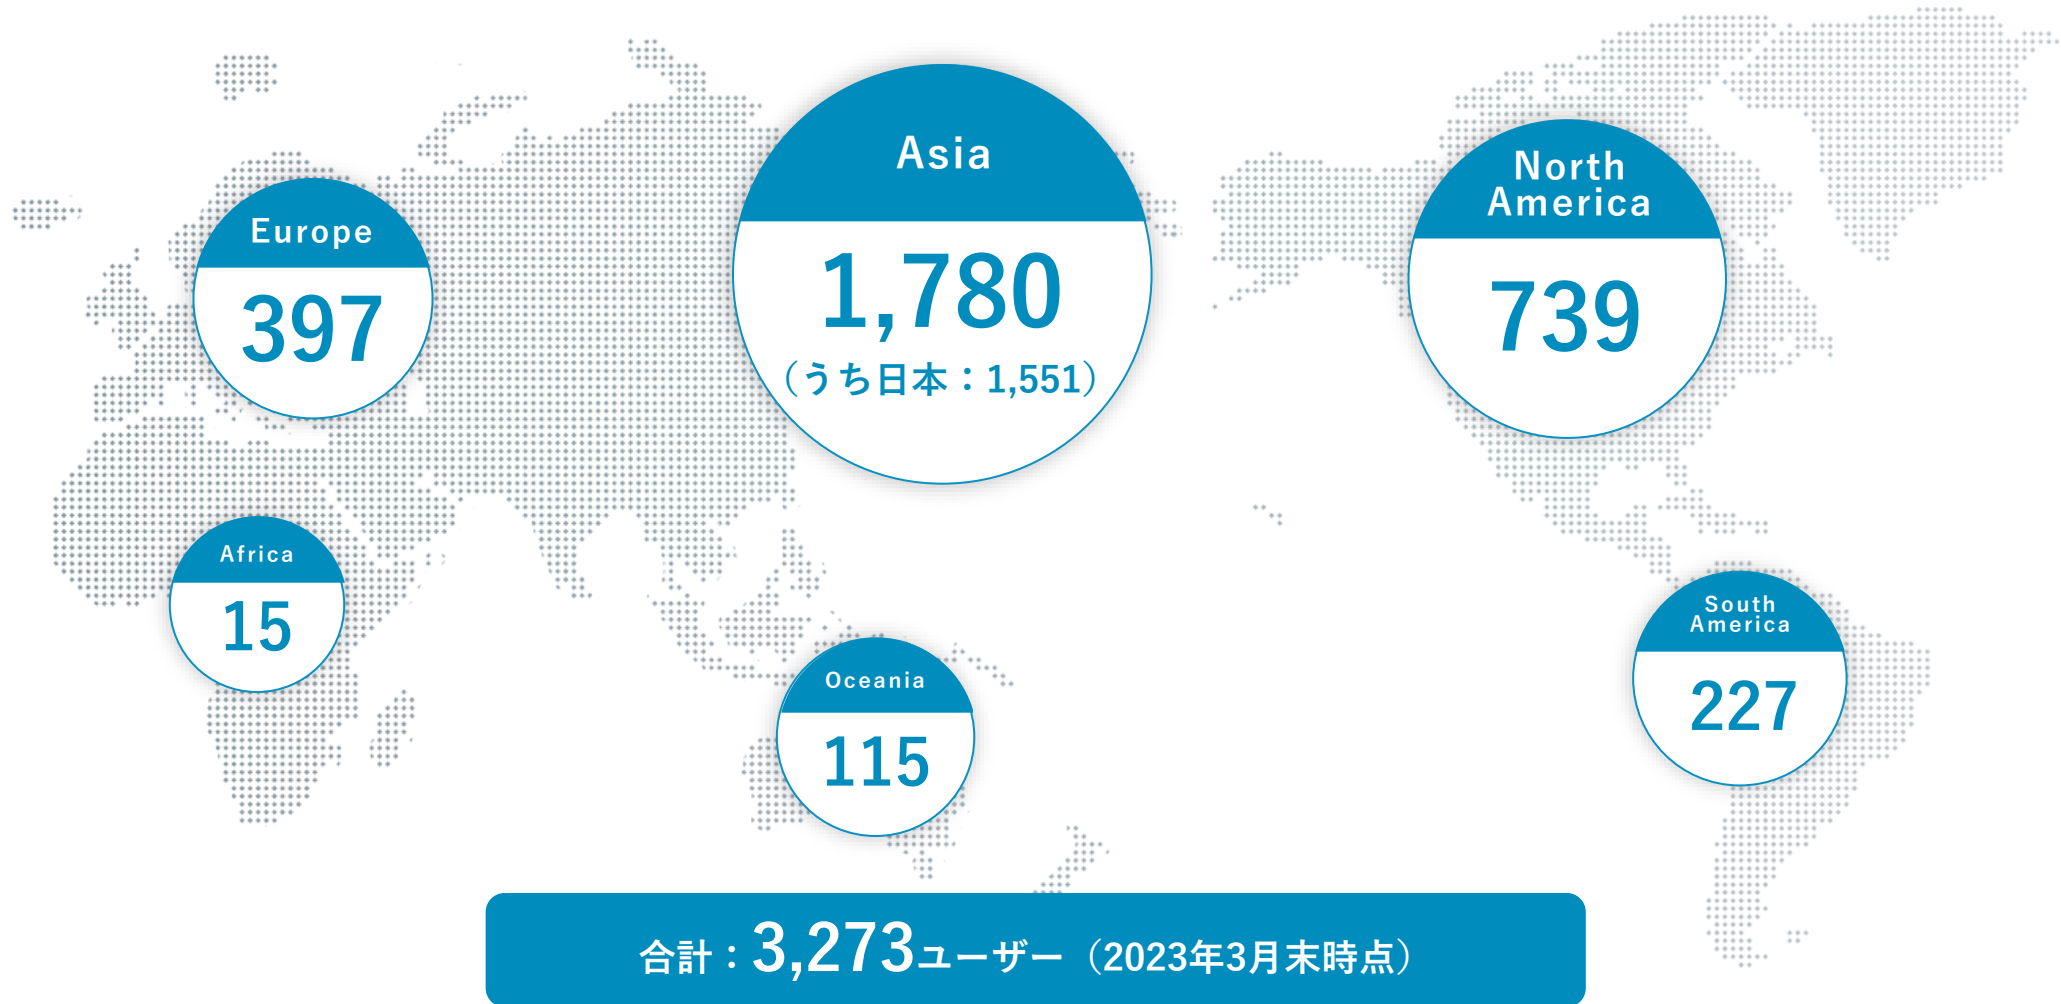 Europe
397
Asia
1,780
（うち日本：1,551）
North
America
739
Africa
15
Oceania
115
South
America
227
合計：3,273ユーザー（2023年3月末時点）